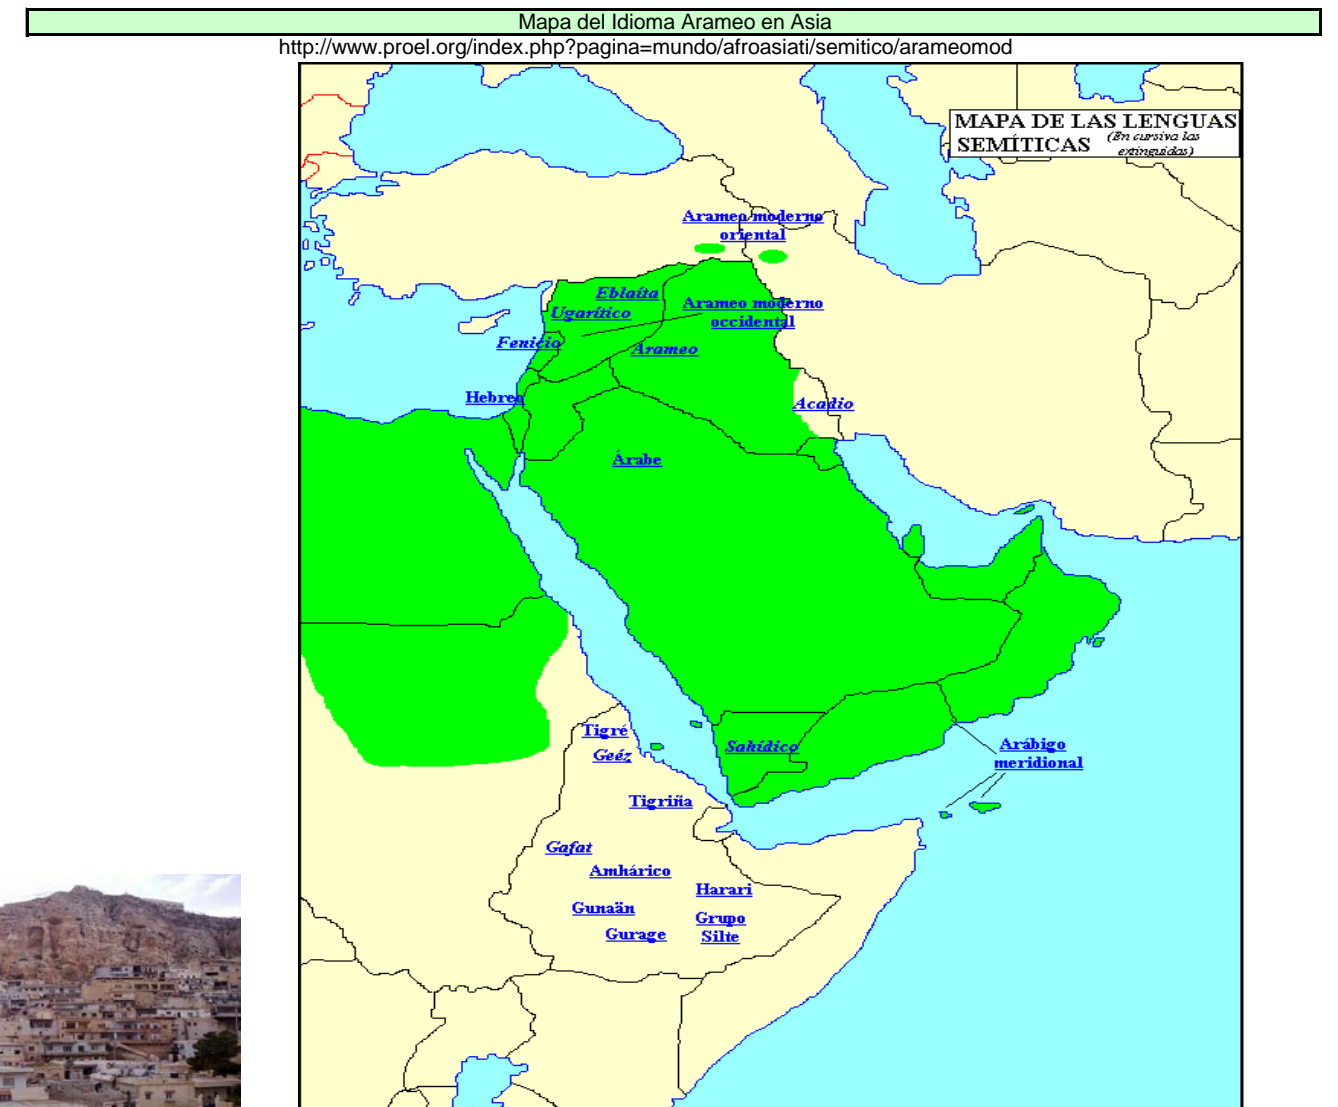 Mapa del Idioma Arameo en Asia
http://www.proel.org/index.php?pagina=mundo/afroasiati/semitico/arameomod
MAPA DE LAS LENGUAS
SEMÍTICAS (En cursiva las
extinguidas)
Arameo moderno
oriental
Eblaíta
Ugarítico
Arameo moderno
occidental
Fenicio
Arameo
Hebreo
Acadio
Árabe
Tigré
Geéz
Sahídico
Arábigo
meridional
Tigriña
Gafat
Amhárico
Harari
Gunaän
Grupo
Silte
Gurage